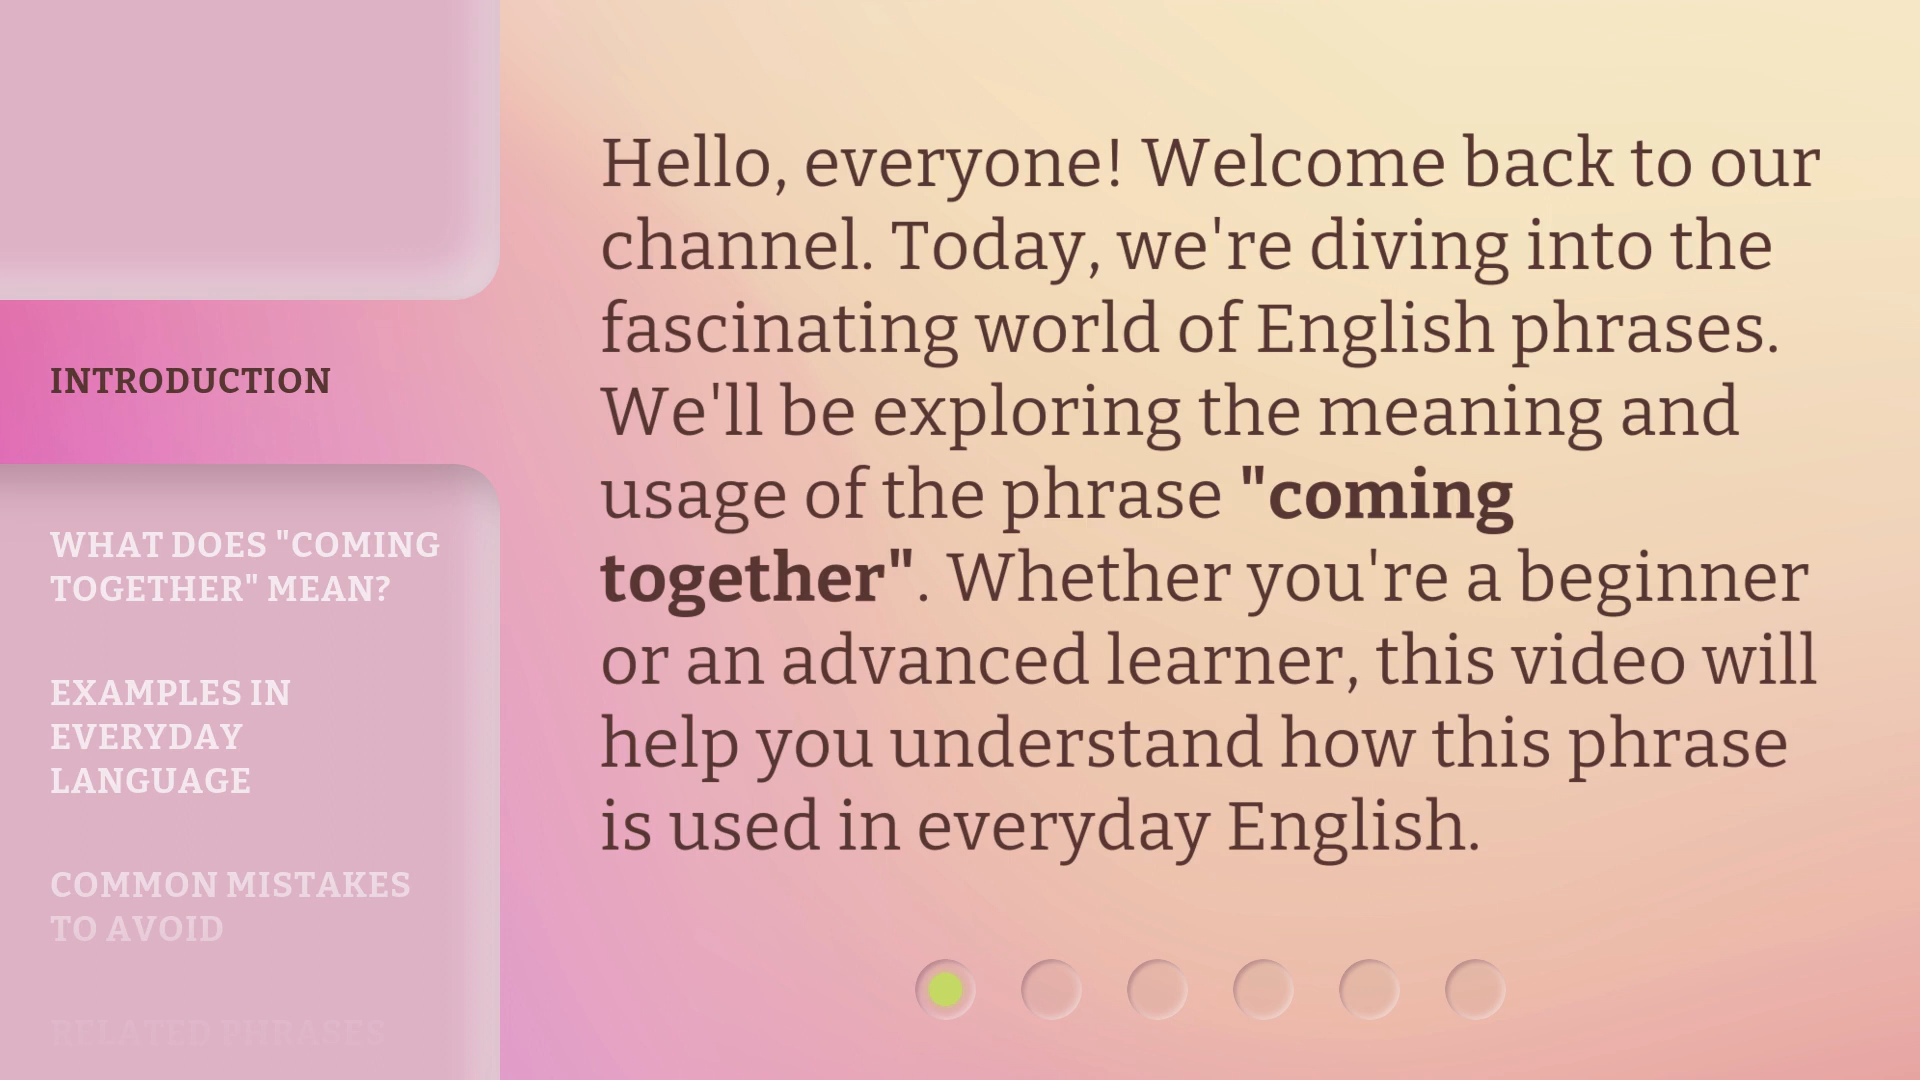 INTRODUCTION
WHAT DOES "COMING
TOGETHER" MEAN?
EXAMPLES IN
EVERYDAY
LANGUAGE
COMMON MISTAKES
TO AVOID
RELATED PHRASES
Hello, everyone! Welcome back to our
channel. Today, we're diving into the
fascinating world of English phrases.
We'll be exploring the meaning and
usage of the phrase "coming
together". Whether you're a beginner
or an advanced learner, this video will
help you understand how this phrase
is used in everyday English.